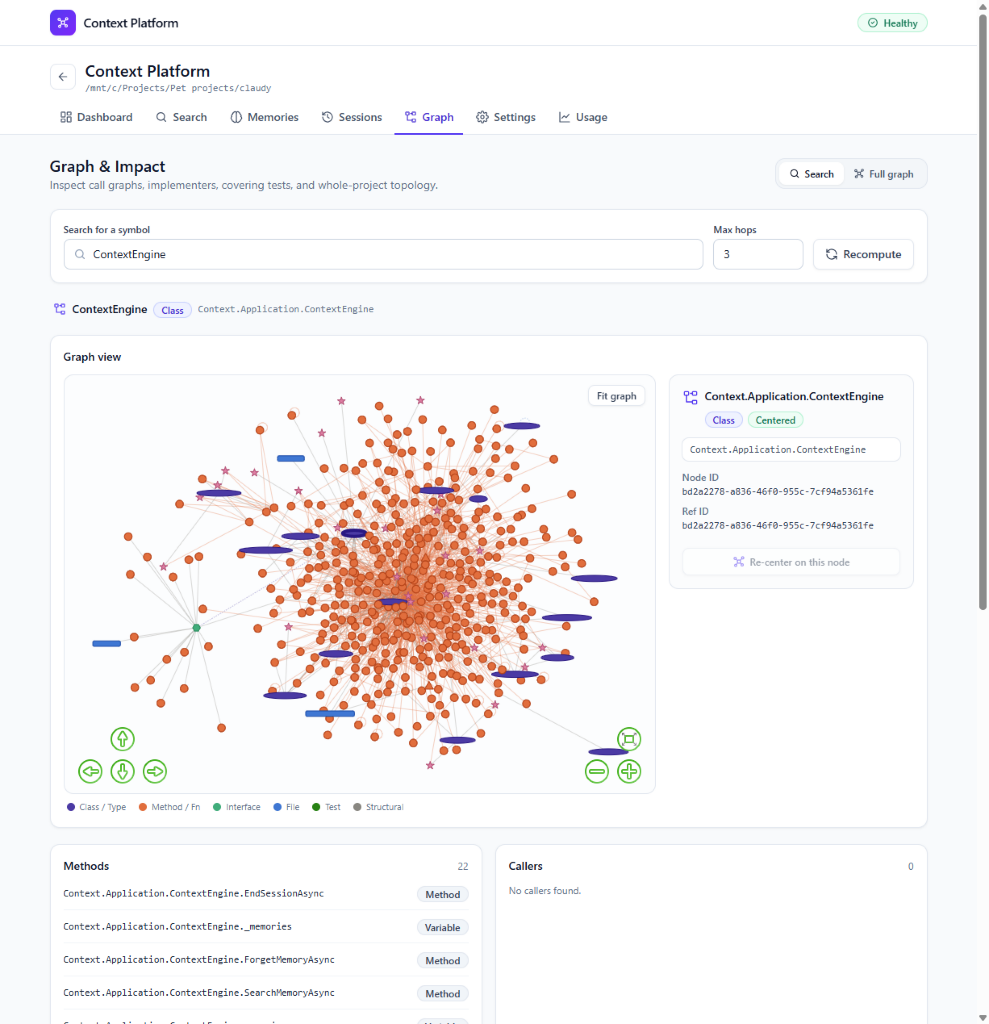 Context Platform
Healthy
Context Platform
/mnt/c/Projects/Pet projects/claudy
Dashboard
Search
Memories
Sessions
Graph
Settings
Usage
Graph & Impact
Inspect call graphs, implementers, covering tests, and whole-project topology.
Search
Full graph
Search for a symbol
Max hops
ContextEngine
3
Recompute
ContextEngine
Class
Context.Application.ContextEngine
Graph view
Fit graph
Context.Application.ContextEngine
Class
Centered
Context.Application.ContextEngine
Node ID
bd2a2278-a836-46f0-955c-7cf94a5361fe
Ref ID
bd2a2278-a836-46f0-955c-7cf94a5361fe
Re-center on this node
Class / Type
Method / Fn
Interface
File
Test
Structural
Methods
22
Context.Application.ContextEngine.EndSessionAsync
Method
Context.Application.ContextEngine._memories
Variable
Context.Application.ContextEngine.ForgetMemoryAsync
Method
Context.Application.ContextEngine.SearchMemoryAsync
Method
Callers
0
No callers found.